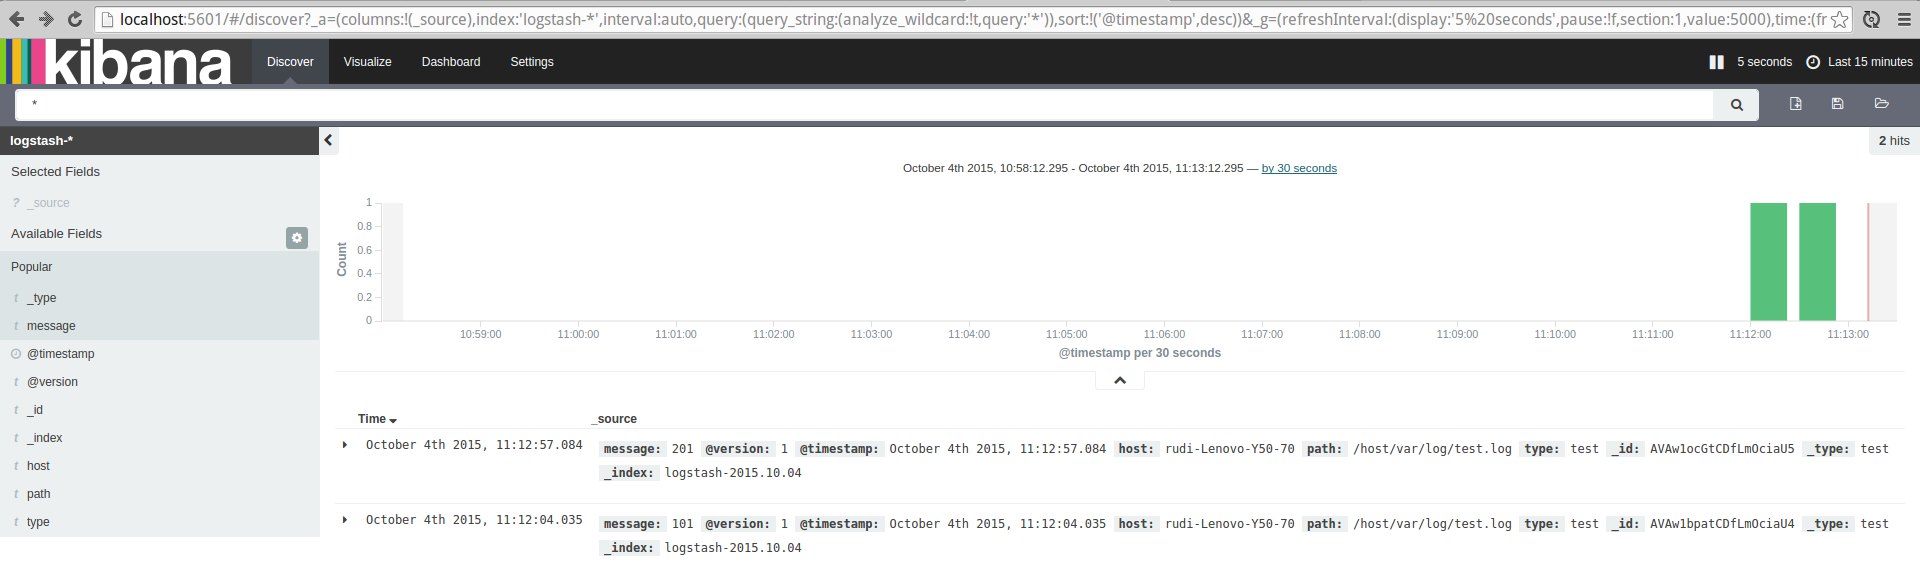 localhost:5601/#/discover?_a=(columns:!(_source),index:'logstash-*',interval:auto,query:(query_string:(analyze_wildcard:!t,query:'*')),sort:!('@timestamp',desc))&_g=(refreshInterval:(display:'5%20seconds',pause:!f,section:1,value:5000),time:(fr
kibana Discover Visualize Dashboard Settings 5 seconds Last 15 minutes
*
logstash-* 2 hits
Selected Fields
? _source
Available Fields
Popular
t _type
t message
@timestamp
t @version
t _id
t _index
t host
t path
t type
October 4th 2015, 10:58:12.295 - October 4th 2015, 11:13:12.295 — by 30 seconds
Count
1
0.8
0.6
0.4
0.2
0
10:59:00 11:00:00 11:01:00 11:02:00 11:03:00 11:04:00 11:05:00 11:06:00 11:07:00 11:08:00 11:09:00 11:10:00 11:11:00 11:12:00 11:13:00
@timestamp per 30 seconds
Time _source
October 4th 2015, 11:12:57.084 message: 201 @version: 1 @timestamp: October 4th 2015, 11:12:57.084 host: rudi-Lenovo-Y50-70 path: /host/var/log/test.log type: test _id: AVAw1ocGtCDfLmOciaU5 _type: test
_index: logstash-2015.10.04
October 4th 2015, 11:12:04.035 message: 101 @version: 1 @timestamp: October 4th 2015, 11:12:04.035 host: rudi-Lenovo-Y50-70 path: /host/var/log/test.log type: test _id: AVAw1bpatCDfLmOciaU4 _type: test
_index: logstash-2015.10.04